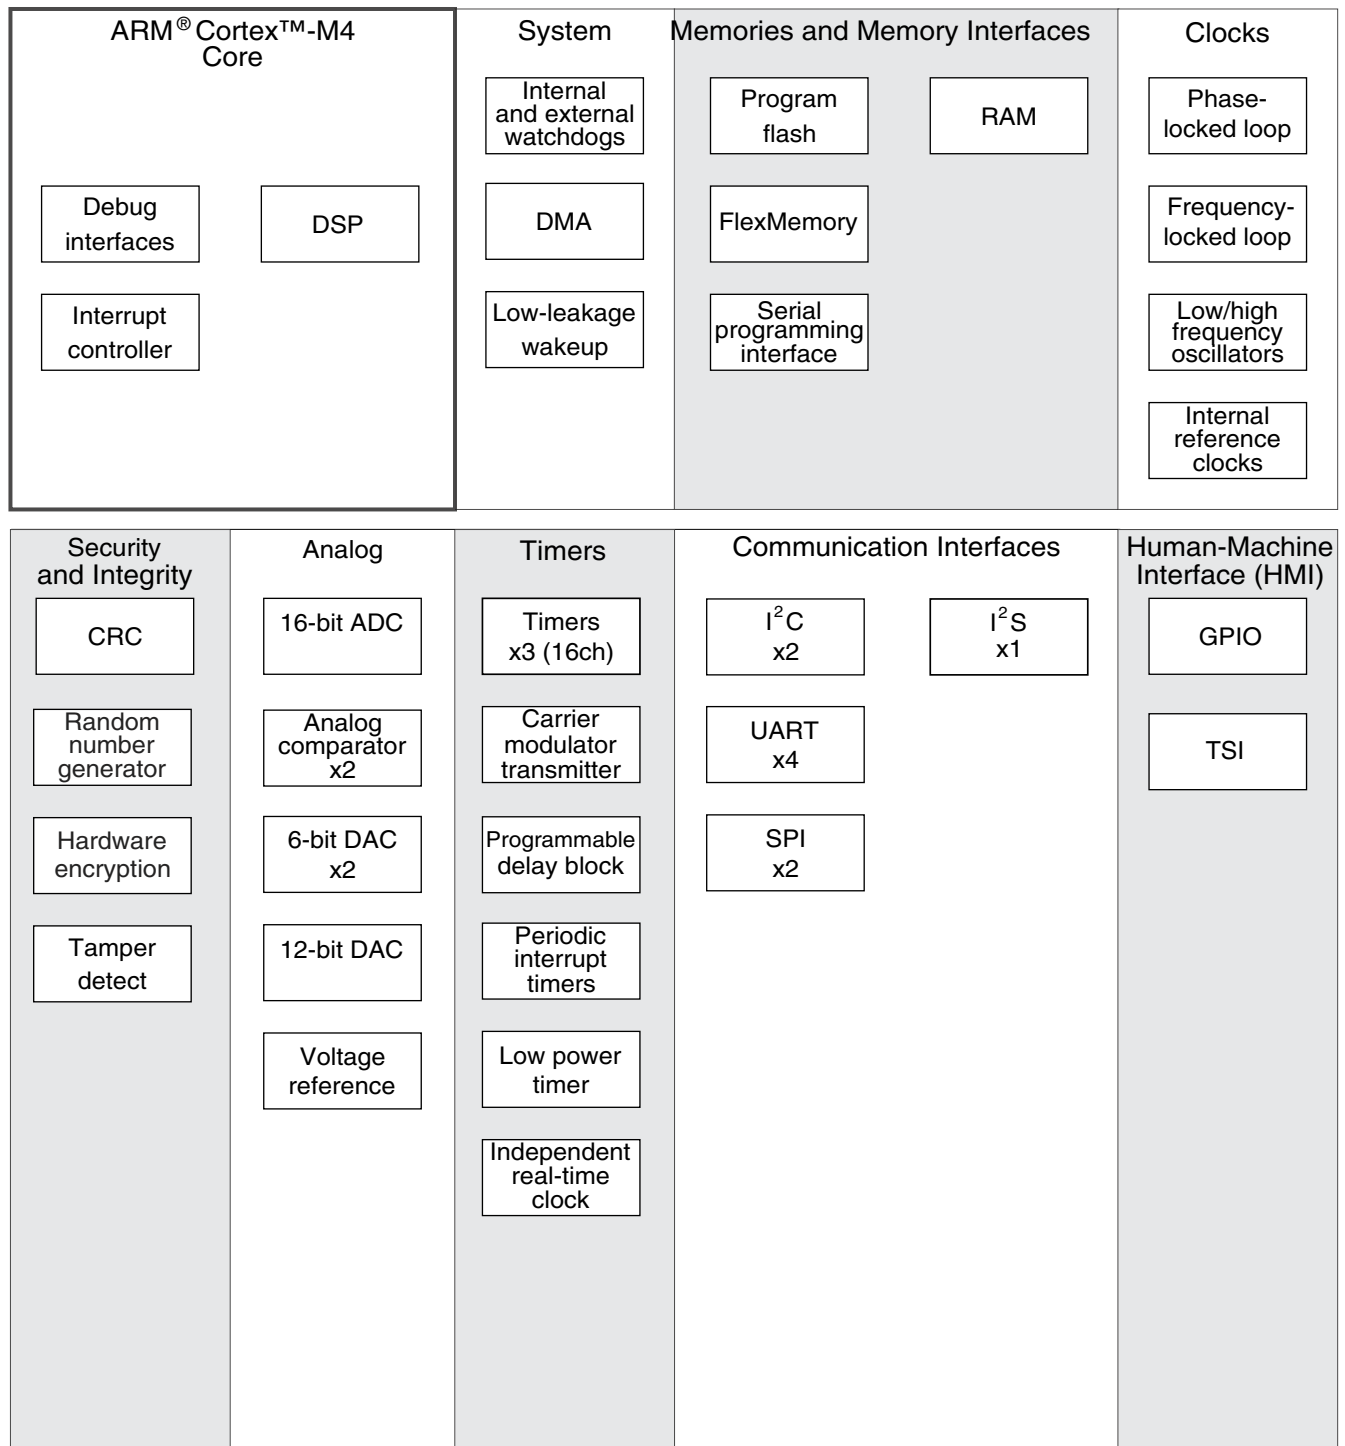 ARM® Cortex™-M4
Core
Debug
interfaces
DSP
Interrupt
controller
System
Internal
and external
watchdogs
DMA
Low-leakage
wakeup
Memories and Memory Interfaces
Program
flash
RAM
FlexMemory
Serial
programming
interface
Clocks
Phase-
locked loop
Frequency-
locked loop
Low/high
frequency
oscillators
Internal
reference
clocks
Security
and Integrity
CRC
Random
number
generator
Hardware
encryption
Tamper
detect
Analog
16-bit ADC
Analog
comparator
x2
6-bit DAC
x2
12-bit DAC
Voltage
reference
Timers
Timers
x3 (16ch)
Carrier
modulator
transmitter
Programmable
delay block
Periodic
interrupt
timers
Low power
timer
Independent
real-time
clock
Communication Interfaces
I²C
x2
I²S
x1
UART
x4
SPI
x2
Human-Machine
Interface (HMI)
GPIO
TSI